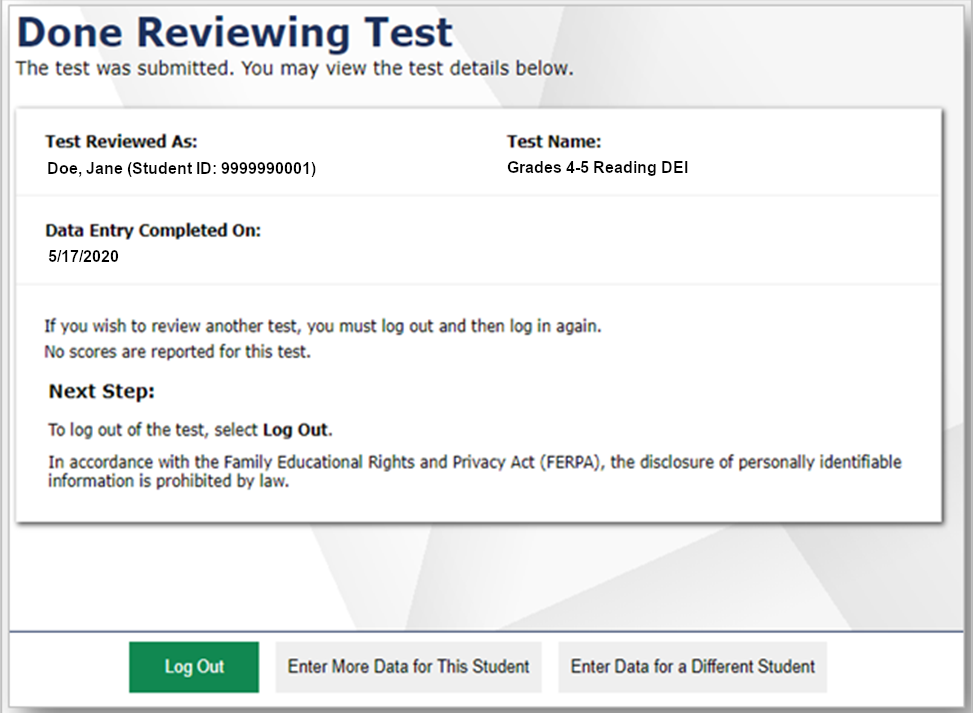 Done Reviewing Test
The test was submitted. You may view the test details below.
Test Reviewed As:
Doe, Jane (Student ID: 9999990001)
Test Name:
Grades 4-5 Reading DEI
Data Entry Completed On:
5/17/2020
If you wish to review another test, you must log out and then log in again.
No scores are reported for this test.
Next Step:
To log out of the test, select Log Out.
In accordance with the Family Educational Rights and Privacy Act (FERPA), the disclosure of personally identifiable
information is prohibited by law.
Log Out
Enter More Data for This Student
Enter Data for a Different Student